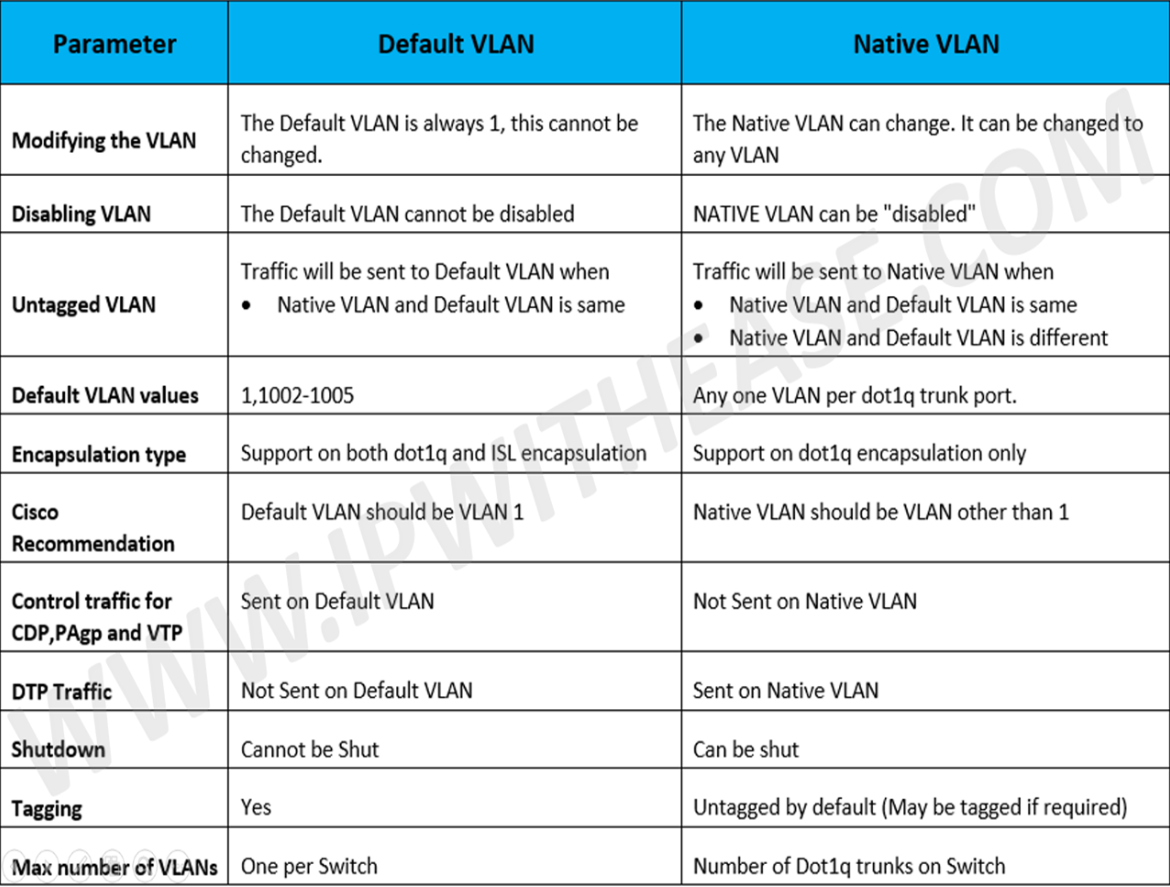 Parameter Default VLAN Native VLAN
Modifying the VLAN
The Default VLAN is always 1, this cannot be
changed.
The Native VLAN can change. It can be changed to
any VLAN
Disabling VLAN The Default VLAN cannot be disabled NATIVE VLAN can be "disabled"
Untagged VLAN
Traffic will be sent to Default VLAN when
• Native VLAN and Default VLAN is same
Traffic will be sent to Native VLAN when
• Native VLAN and Default VLAN is same
• Native VLAN and Default VLAN is different
Default VLAN values 1,1002-1005 Any one VLAN per dot1q trunk port.
Encapsulation type Support on both dot1q and ISL encapsulation Support on dot1q encapsulation only
Cisco
Recommendation
Default VLAN should be VLAN 1 Native VLAN should be VLAN other than 1
Control traffic for
CDP,PAgp and VTP
Sent on Default VLAN Not Sent on Native VLAN
DTP Traffic Not Sent on Default VLAN Sent on Native VLAN
Shutdown Cannot be Shut Can be shut
Tagging Yes Untagged by default (May be tagged if required)
Max number of VLANs One per Switch Number of Dot1q trunks on Switch
WWW.IPWITHEASE.COM